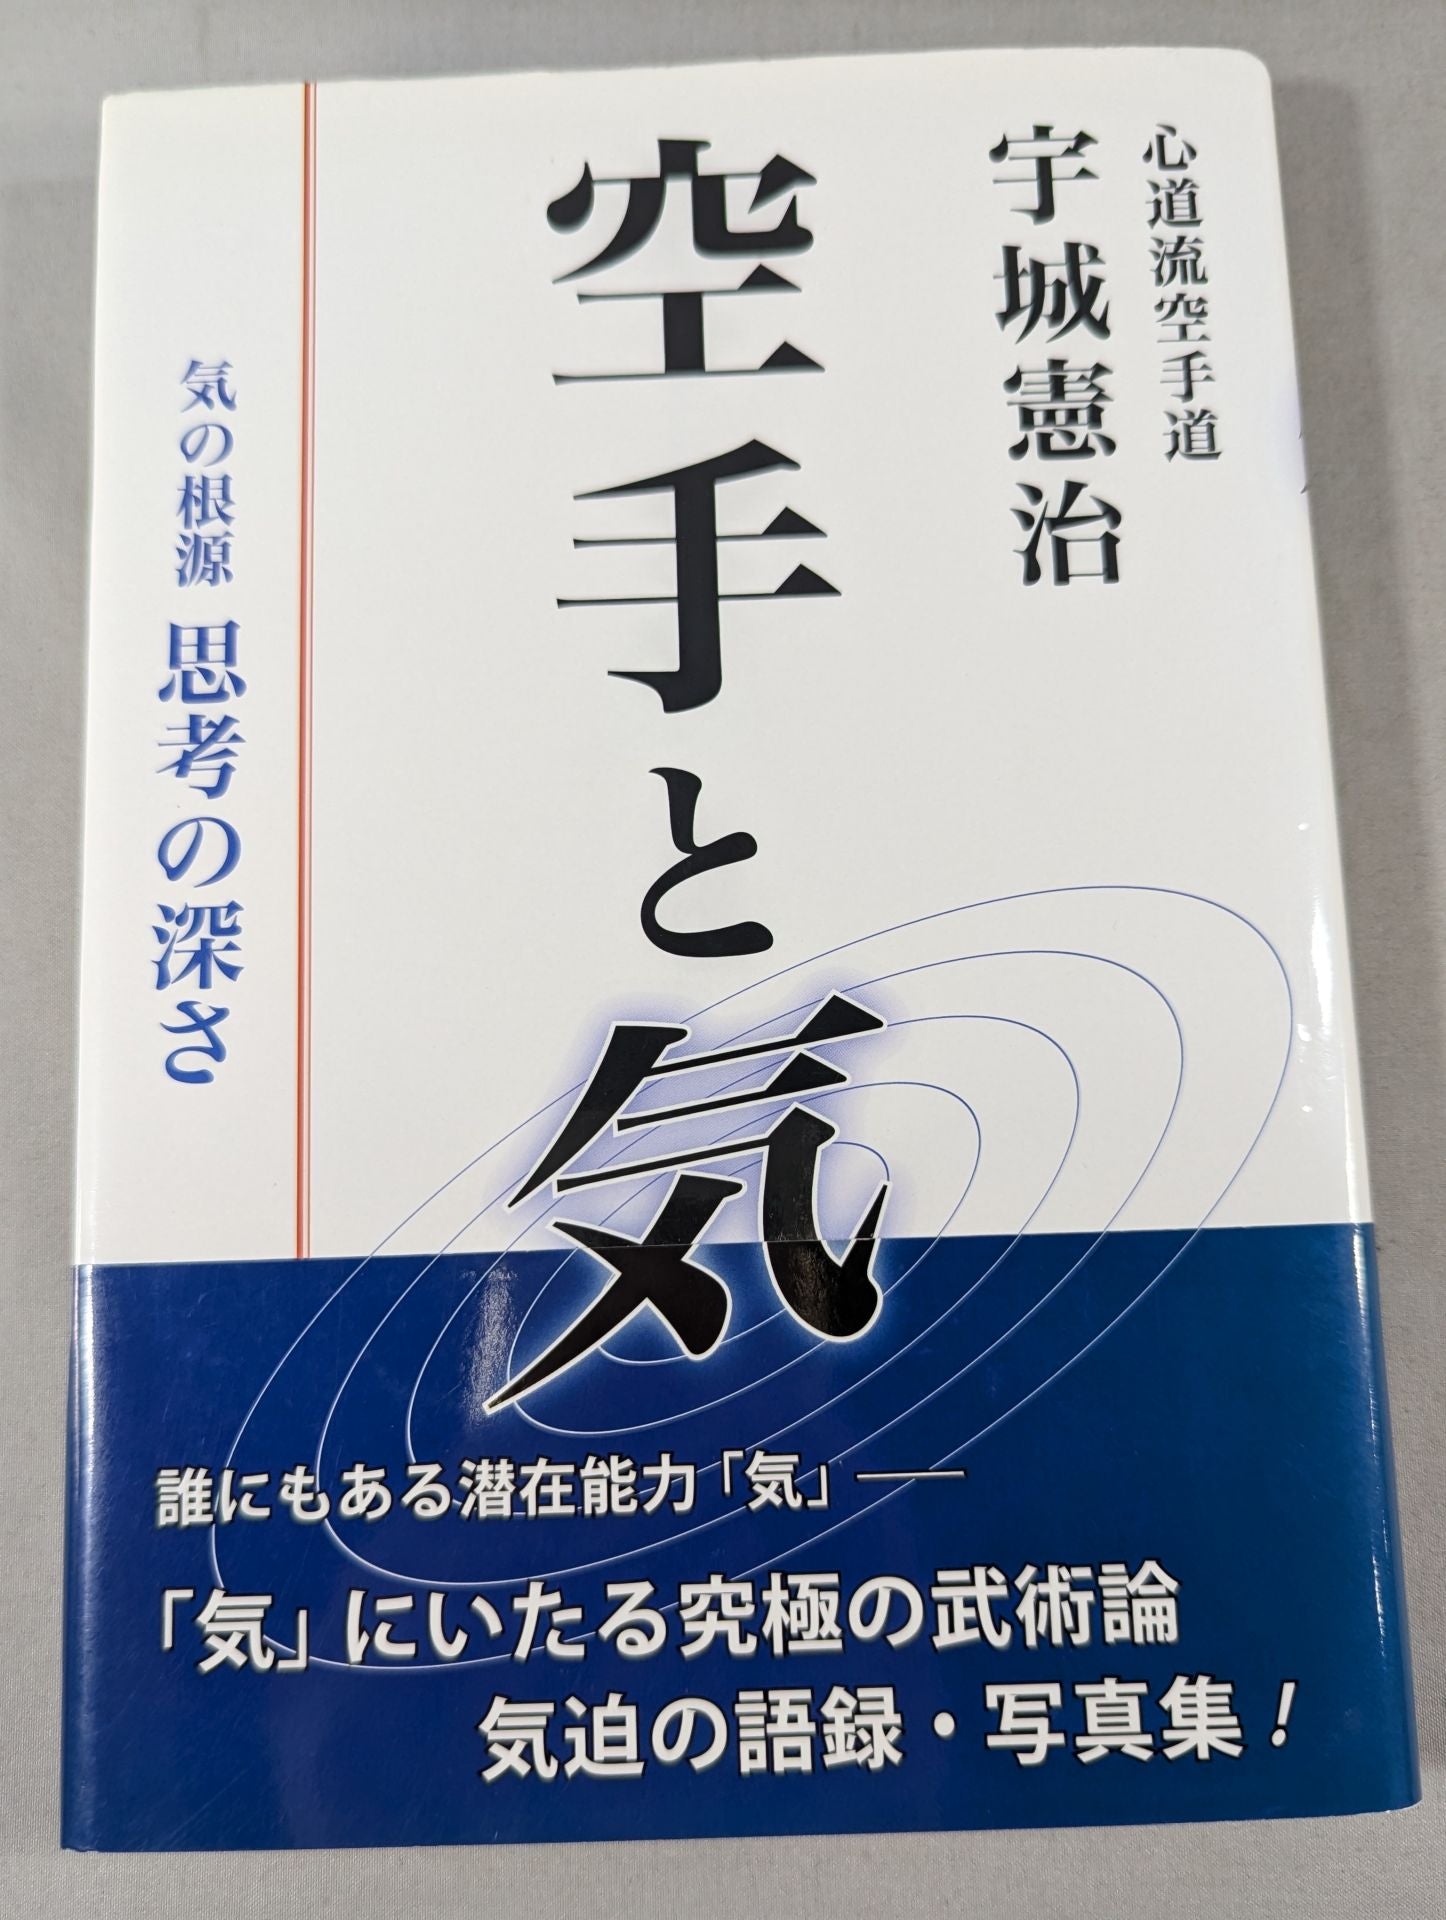 心道流空手道
宇城憲治
空手と気
気の根源 思考の深さ
誰にもある潜在能力「気」――
「気」にいたる究極の武術論
気迫の語録・写真集！